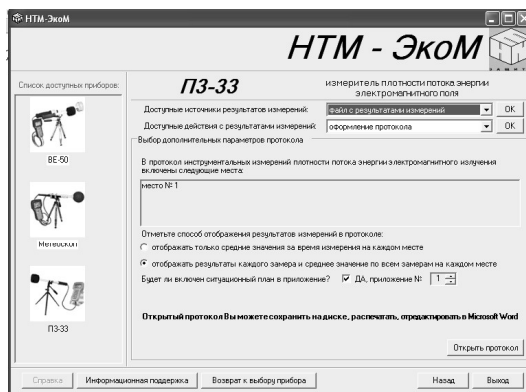 НТМ-ЭкоМ
НТМ - ЭкоМ
Список доступных приборов:
ВЕ-50
Метеоскоп
П3-33
П3-33
измеритель плотности потока энергии
электромагнитного поля
Доступные источники результатов измерений:
Файл с результатами измерений
ОК
Доступные действия с результатами измерений:
оформление протокола
ОК
Выбор дополнительных параметров протокола
В протокол инструментальных измерений плотности потока энергии электромагнитного излучения
включены следующие места:
место № 1
Отметьте способ отображения результатов измерений в протоколе:
отображать только средние значения за время измерения на каждом месте
отображать результаты каждого замера и среднее значение по всем замерам на каждом месте
Будет ли включен ситуационный план в приложение?
ДА, приложение №
1
Открытый протокол Вы можете сохранить на диске, распечатать, отредактировать в Microsoft Word
Открыть протокол
Справка
Информационная поддержка
Возврат к выбору прибора
Назад
Выход